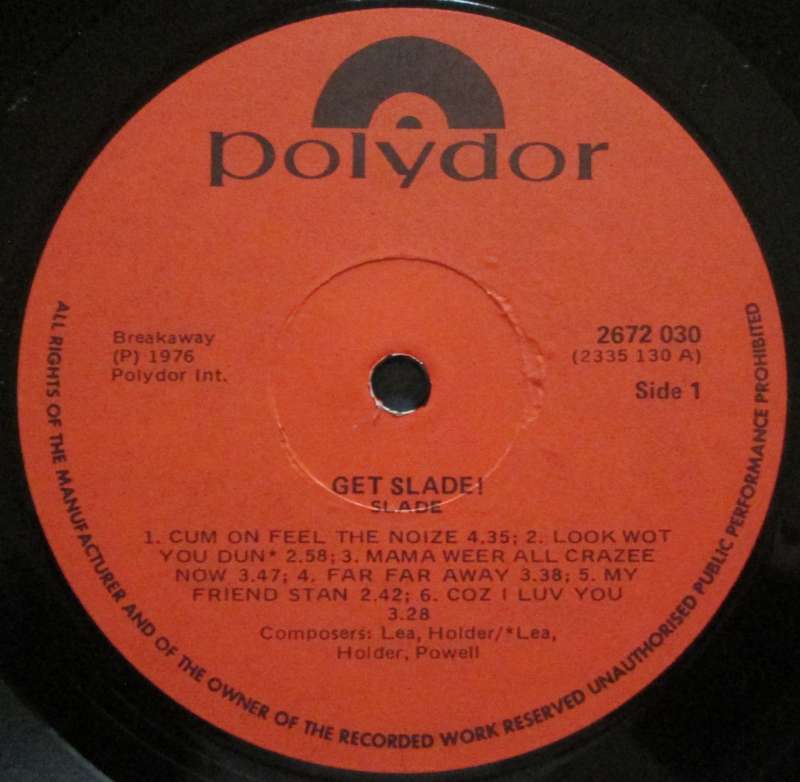 polydor
Breakaway
(P) 1976
Polydor Int.
2672 030
(2335 130 A)
Side 1
GET SLADE!
SLADE
1. CUM ON FEEL THE NOIZE 4.35; 2. LOOK WOT
YOU DUN* 2.58; 3. MAMA WEER ALL CRAZEE
NOW 3.47; 4. FAR FAR AWAY 3.38; 5. MY
FRIEND STAN 2.42; 6. COZ I LUV YOU
3.28
Composers: Lea, Holder/*Lea,
Holder, Powell
ALL RIGHTS OF THE MANUFACTURER AND OF THE OWNER OF THE RECORDED WORK RESERVED UNAUTHORISED PUBLIC PERFORMANCE PROHIBITED